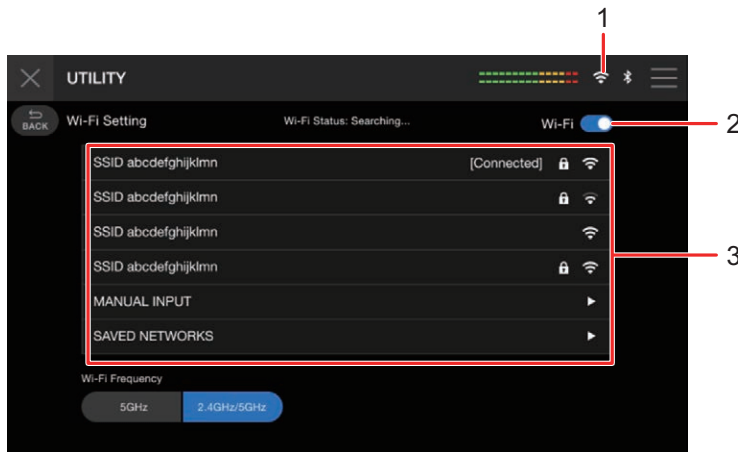 1
UTILITY
BACK
Wi-Fi Setting
Wi-Fi Status: Searching...
Wi-Fi
2
SSID abcdefghijklmn [Connected]
SSID abcdefghijklmn
SSID abcdefghijklmn
3
SSID abcdefghijklmn
MANUAL INPUT
SAVED NETWORKS
Wi-Fi Frequency
5GHz
2.4GHz/5GHz